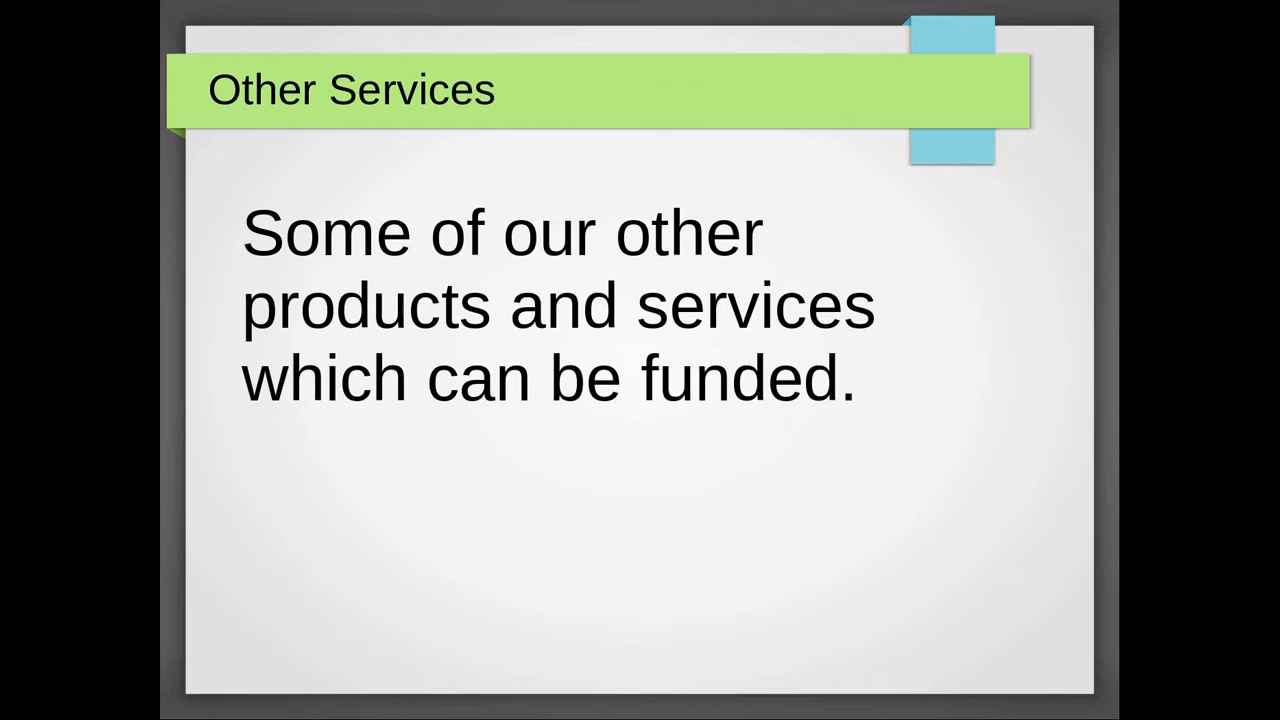 Other Services
Some of our other
products and services
which can be funded.